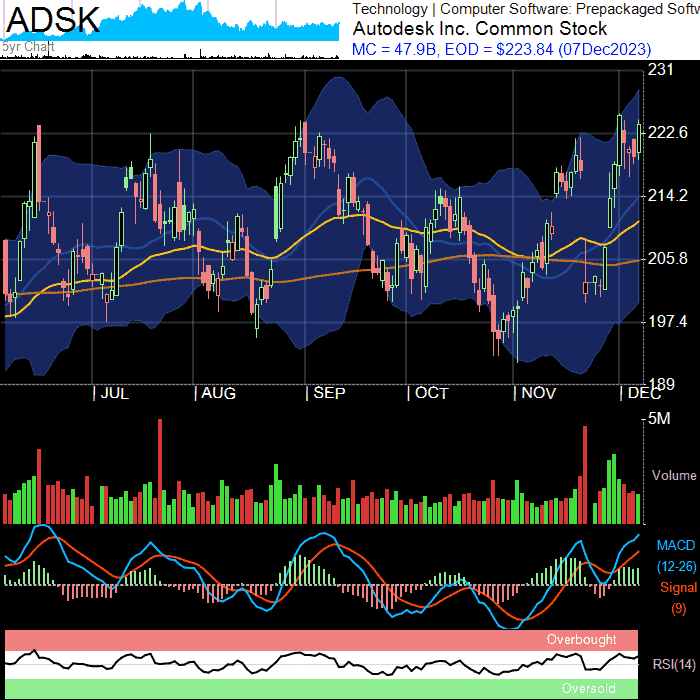 ADSK
5yr Chart
Technology | Computer Software: Prepackaged Softw
Autodesk Inc. Common Stock
MC = 47.9B, EOD = $223.84 (07Dec2023)
231
222.6
214.2
205.8
197.4
189
| JUL | AUG | SEP | OCT | NOV | DEC
5M
Volume
MACD
(12-26)
Signal
(9)
Overbought
RSI(14)
Oversold